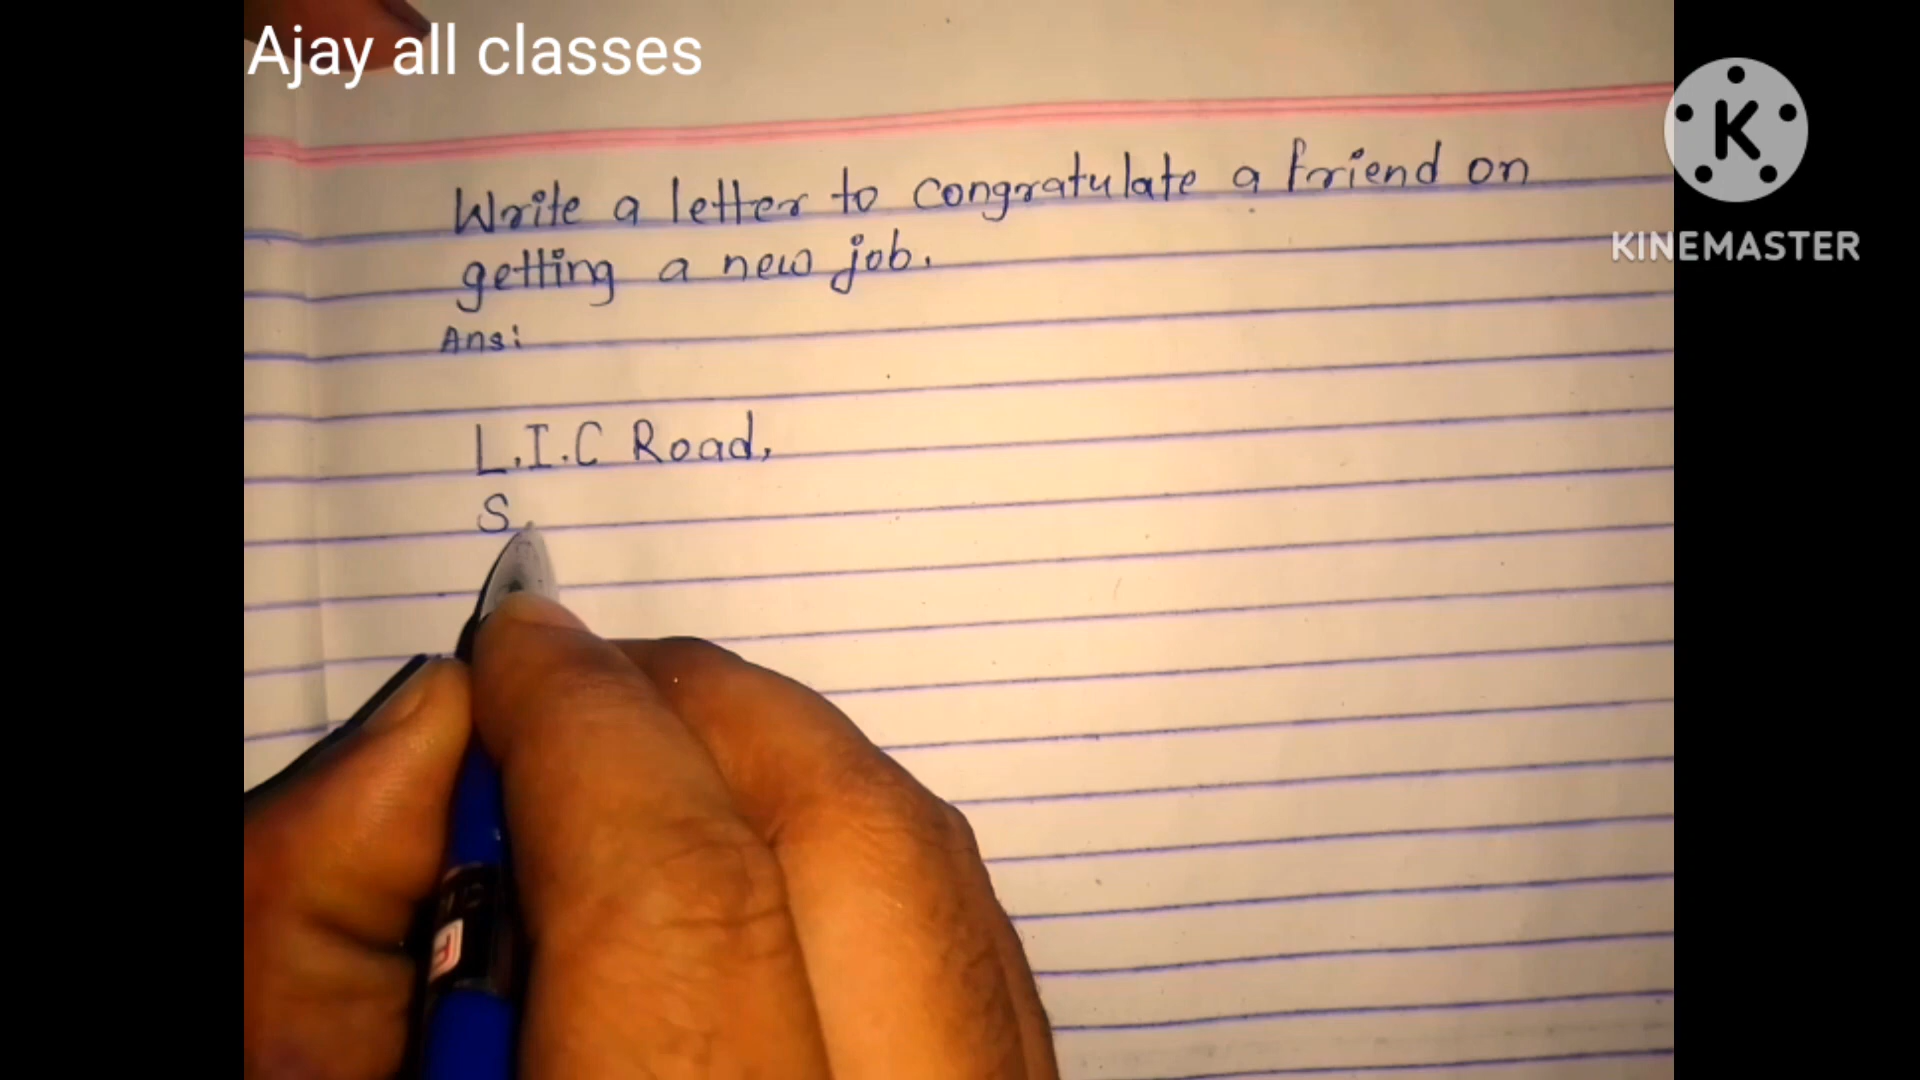 Ajay all classes
Write a letter to congratulate a friend on
getting a new job.
Ans:
L.I.C Road,
S
K
KINEMASTER